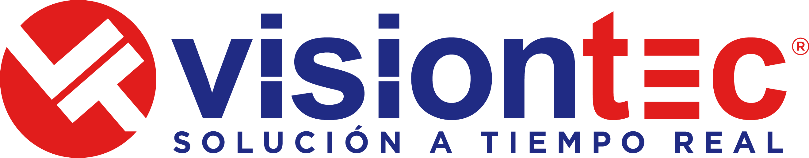 visiontec®
SOLUCIÓN A TIEMPO REAL